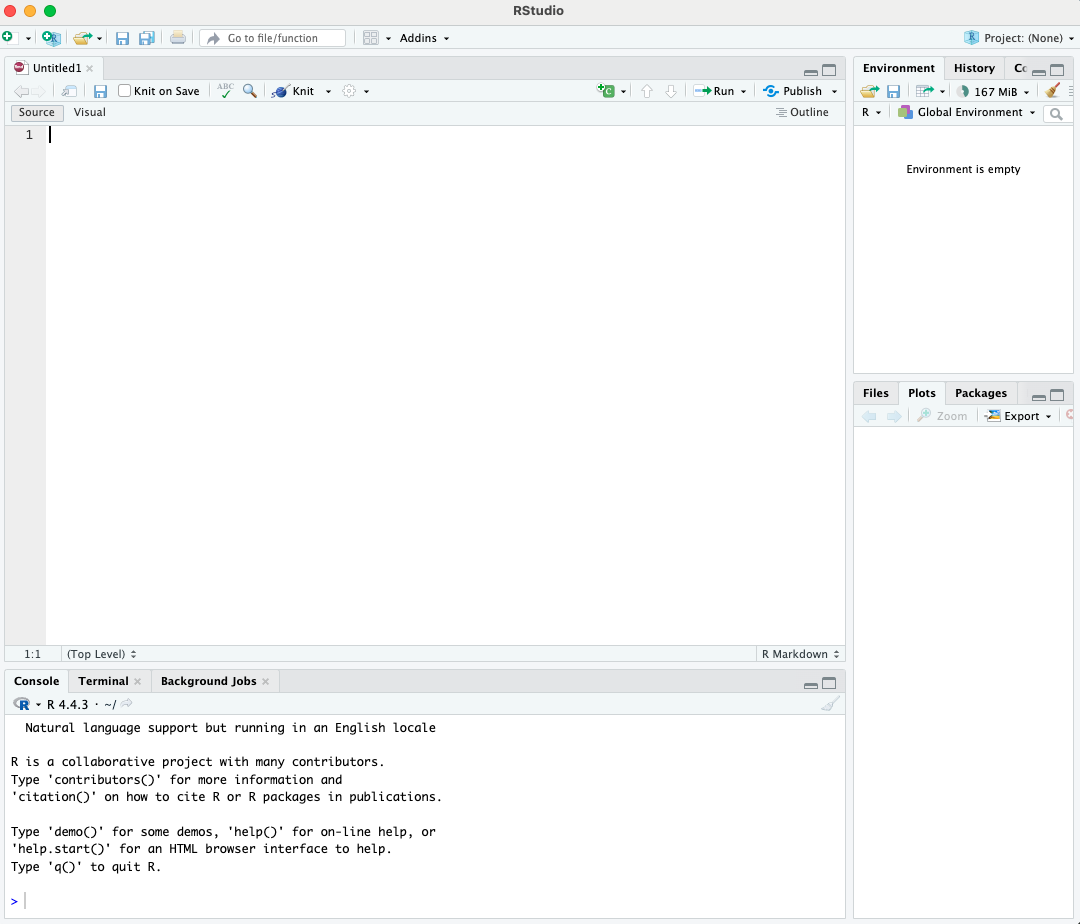 RStudio
Go to file/function
Addins
Project: (None)
Untitled1
Knit on Save
ABC
Knit
Run
Publish
Source
Visual
Outline
1
1:1
(Top Level)
R Markdown
Console
Terminal
Background Jobs
R 4.4.3 · ~/
Natural language support but running in an English locale
R is a collaborative project with many contributors.
Type 'contributors()' for more information and
'citation()' on how to cite R or R packages in publications.
Type 'demo()' for some demos, 'help()' for on-line help, or
'help.start()' for an HTML browser interface to help.
Type 'q()' to quit R.
>
Environment
History
Co
167 MiB
R
Global Environment
Environment is empty
Files
Plots
Packages
Zoom
Export